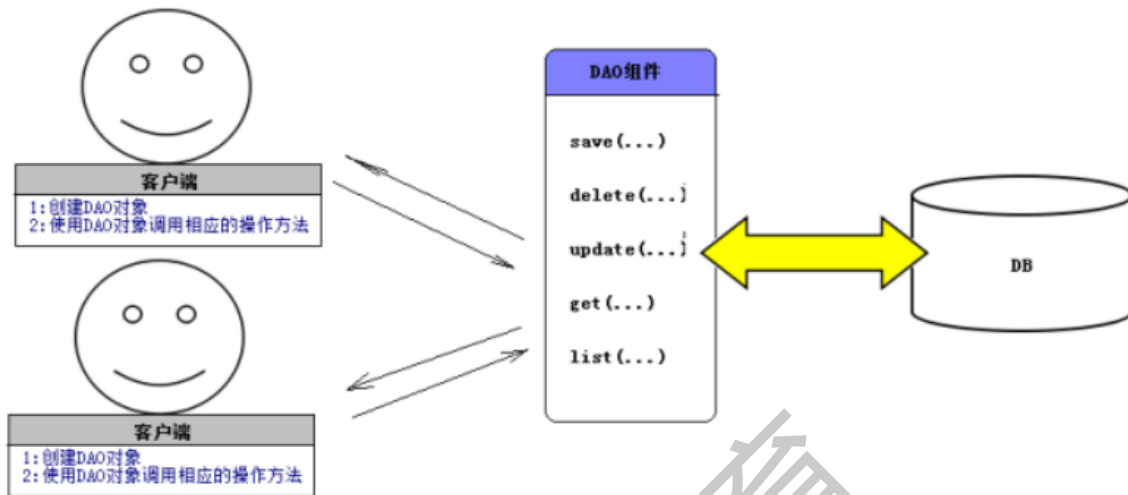 客户端
1:创建DAO对象
2:使用DAO对象调用相应的操作方法
客户端
1:创建DAO对象
2:使用DAO对象调用相应的操作方法
DAO组件
save(...)
delete(...)
update(...)
get(...)
list(...)
DB